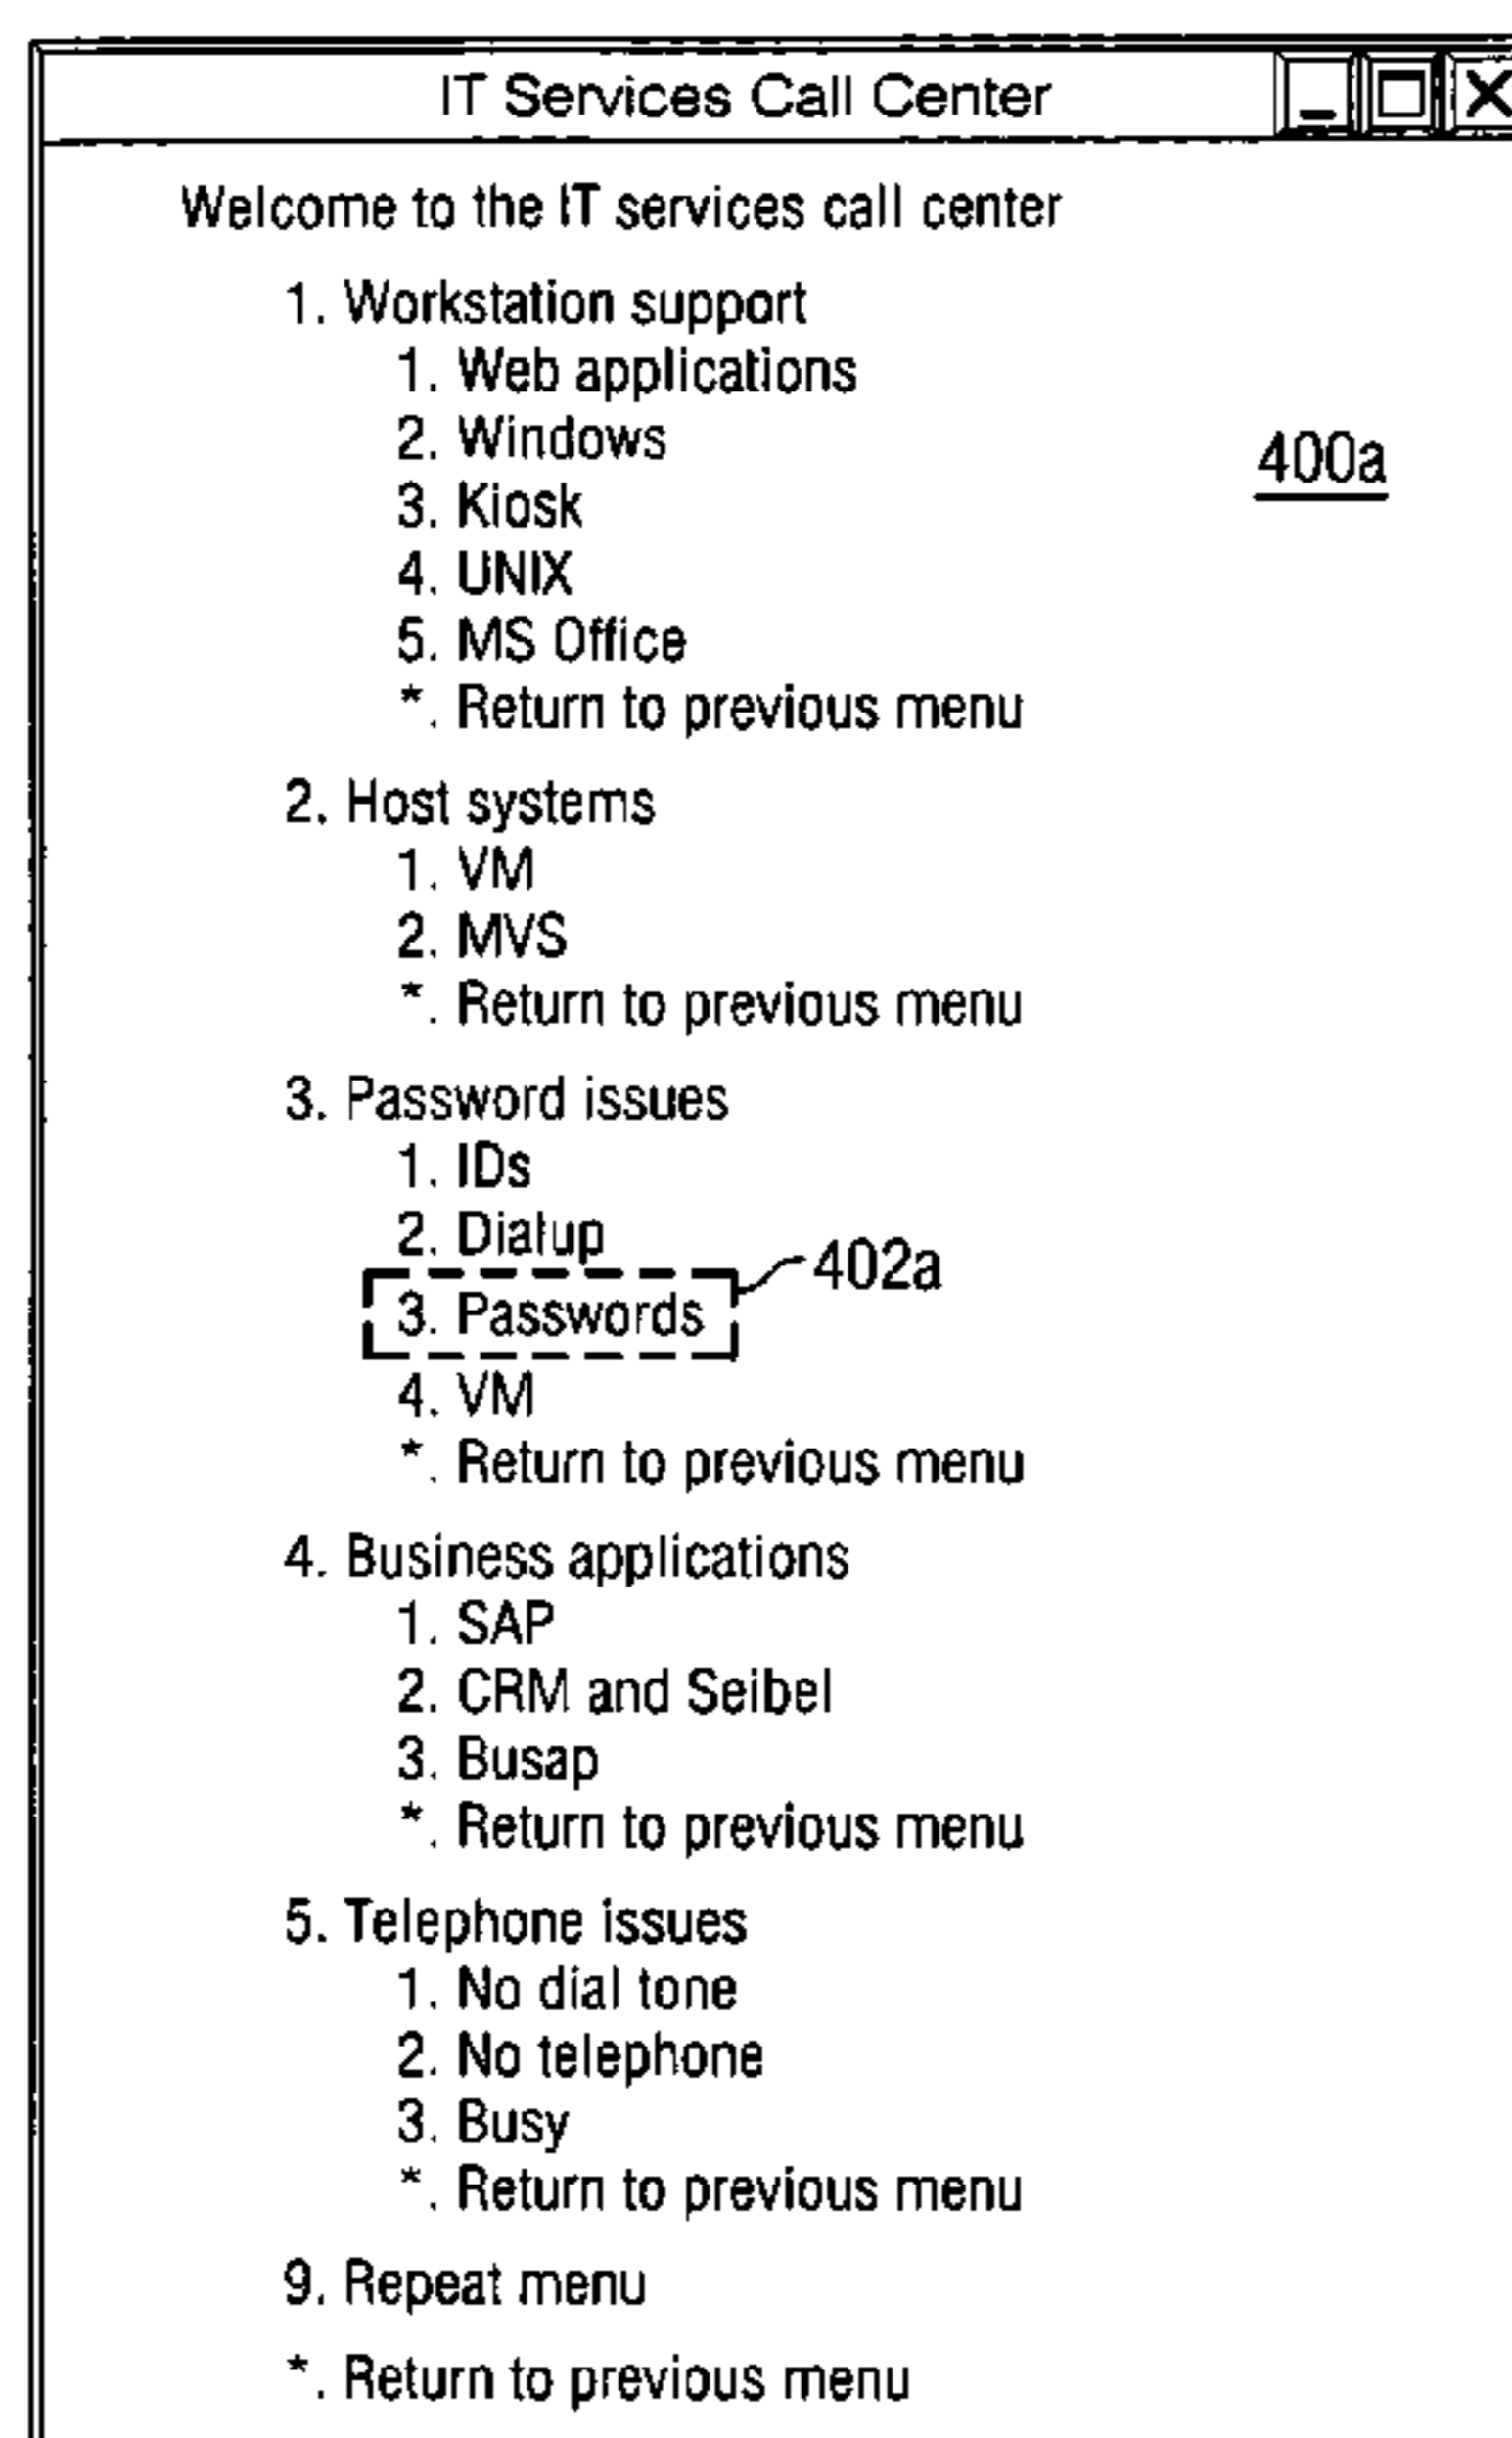 IT Services Call Center
Welcome to the IT services call center
1. Workstation support
1. Web applications
2. Windows
400a
3. Kiosk
4. UNIX
5. MS Office
*. Return to previous menu
2. Host systems
1. VM
2. MVS
*. Return to previous menu
3. Password issues
1. IDs
2. Dialup
402a
3. Passwords
4. VM
*. Return to previous menu
4. Business applications
1. SAP
2. CRM and Seibel
3. Busap
*. Return to previous menu
5. Telephone issues
1. No dial tone
2. No telephone
3. Busy
*. Return to previous menu
9. Repeat menu
*. Return to previous menu